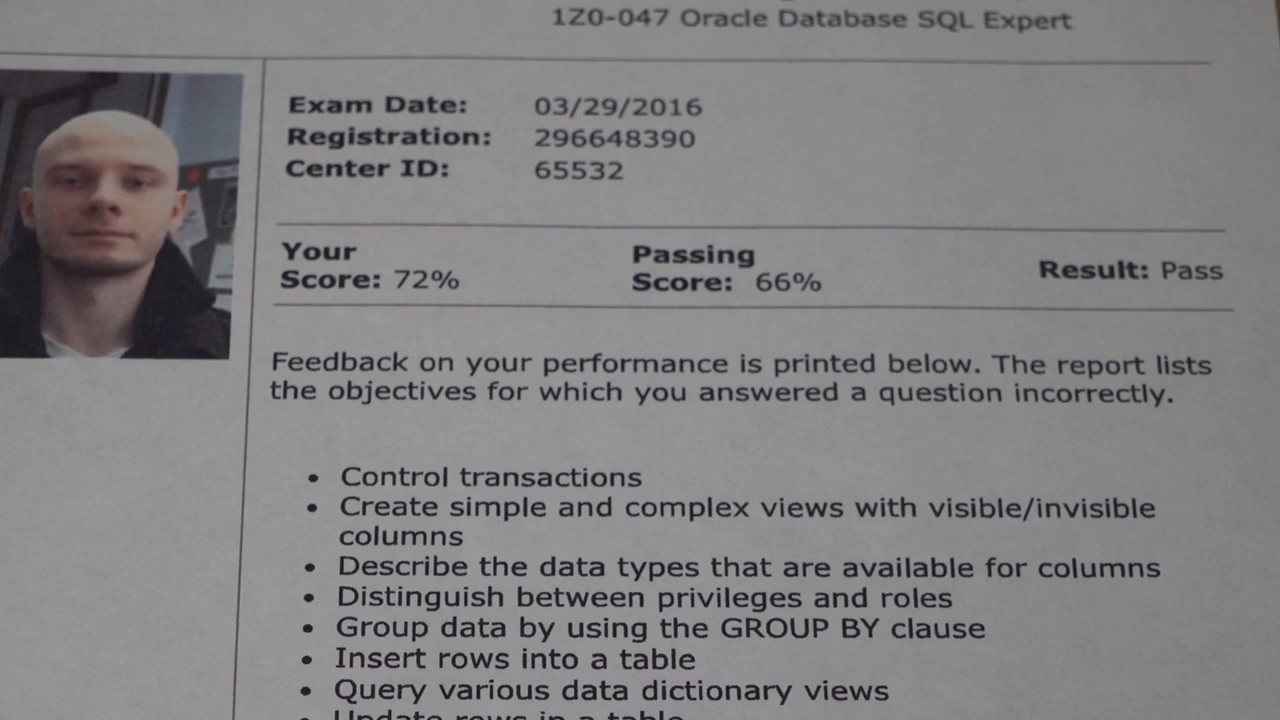 1Z0-047 Oracle Database SQL Expert
Exam Date: 03/29/2016
Registration: 296648390
Center ID: 65532
Your Score: 72%
Passing Score: 66%
Result: Pass
Feedback on your performance is printed below. The report lists
the objectives for which you answered a question incorrectly.
• Control transactions
• Create simple and complex views with visible/invisible
columns
• Describe the data types that are available for columns
• Distinguish between privileges and roles
• Group data by using the GROUP BY clause
• Insert rows into a table
• Query various data dictionary views
• Update rows in a table